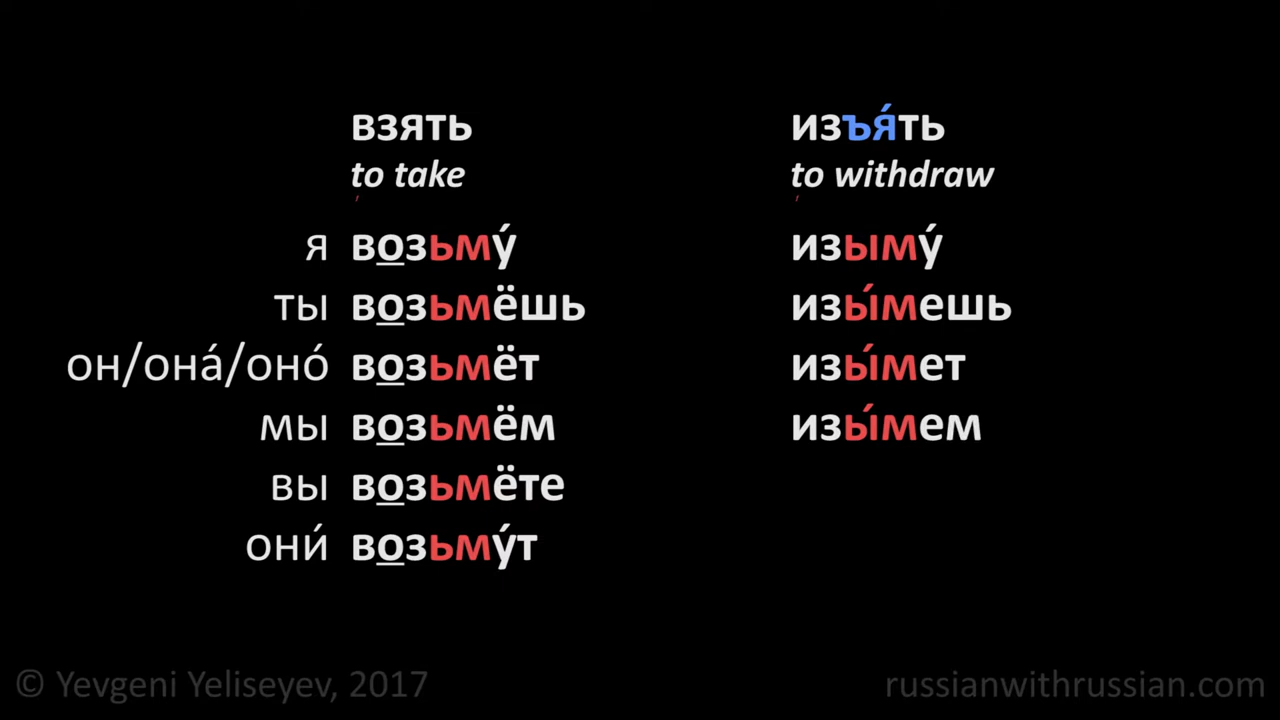 взять изъя́ть
to take to withdraw
я возьму́ изыму́
ты возьмёшь изы́мешь
он/она́/оно́ возьмёт изы́мет
мы возьмём изы́мем
вы возьмёте
они́ возьму́т
© Yevgeni Yeliseyev, 2017 russianwithrussian.com